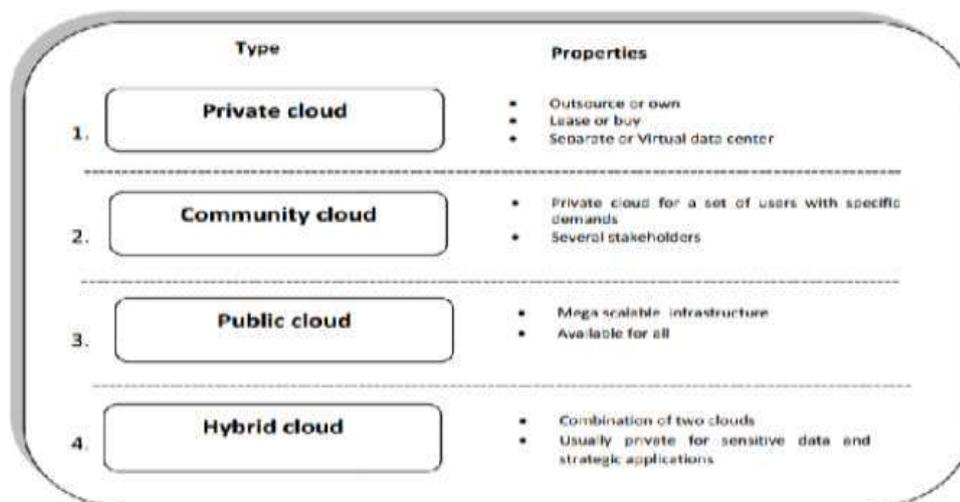 Type
Properties
1.
Private cloud
• Outsource or own
• Lease or buy
• Separate or Virtual data center
2.
Community cloud
• Private cloud for a set of users with specific
demands
• Several stakeholders
3.
Public cloud
• Mega scalable infrastructure
• Available for all
4.
Hybrid cloud
• Combination of two clouds
• Usually private for sensitive data and
strategic applications